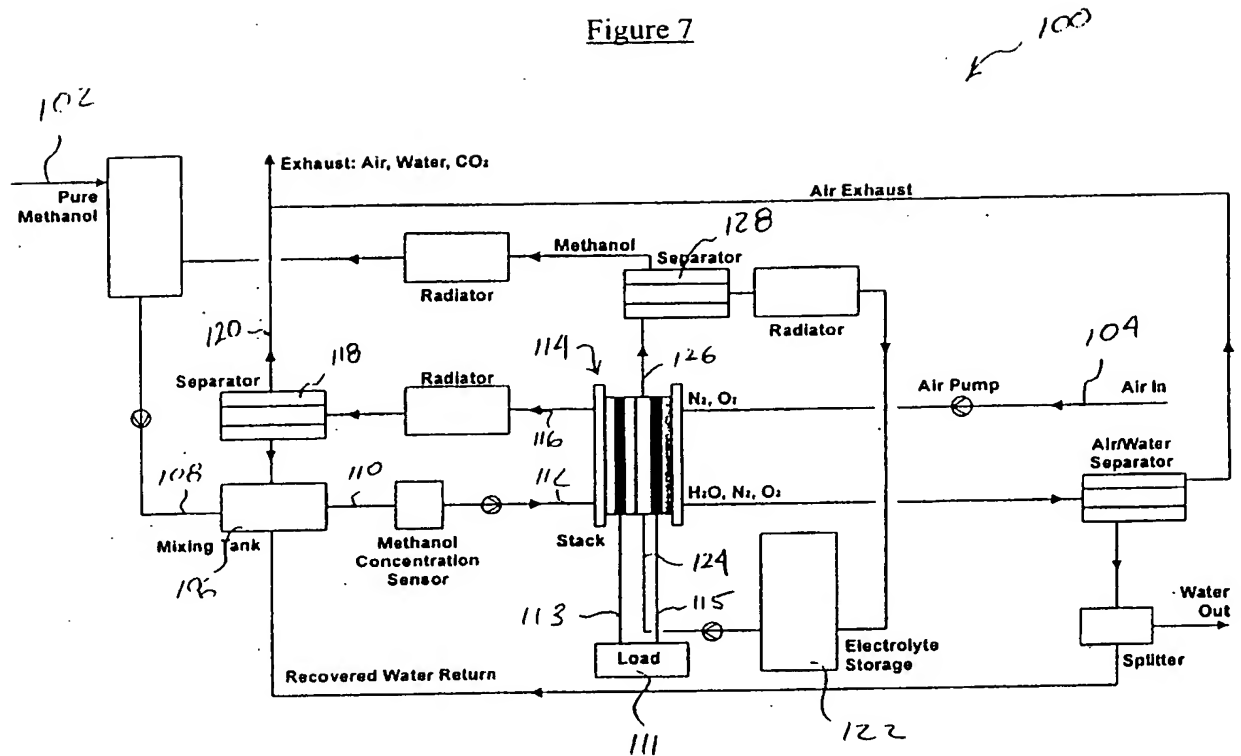 Figure 7
100
102
Pure
Methanol
Exhaust: Air, Water, CO₂
Air Exhaust
Methanol
128
Separator
Radiator
Radiator
120
114
126
104
118
Separator
Radiator
N₂, O₂
Air Pump
Air In
116
Air/Water
Separator
108
110
112
H₂O, N₂, O₂
Mixing Tank
106
Methanol
Concentration
Sensor
Stack
124
113
115
Water
Out
Load
Electrolyte
Storage
Splitter
Recovered Water Return
111
122